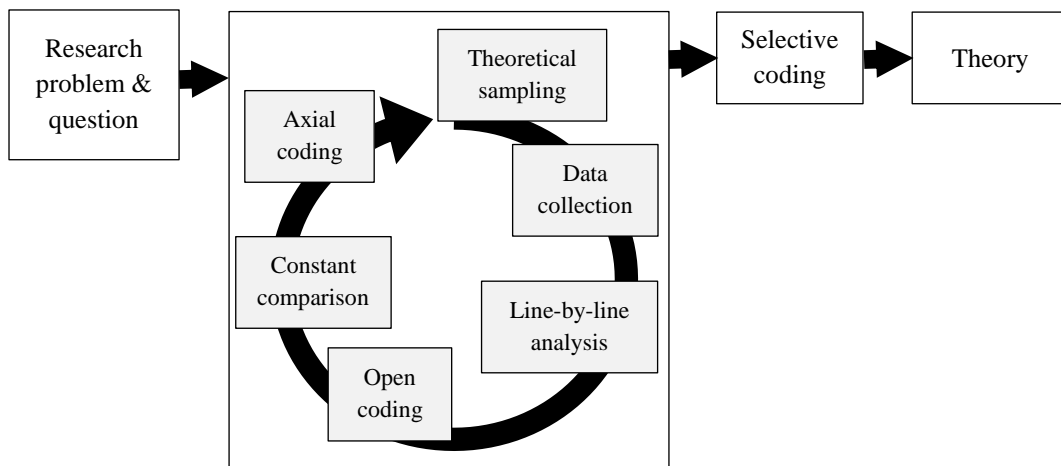 Research
problem &
question
Theoretical
sampling
Data
collection
Line-by-line
analysis
Open
coding
Constant
comparison
Axial
coding
Selective
coding
Theory